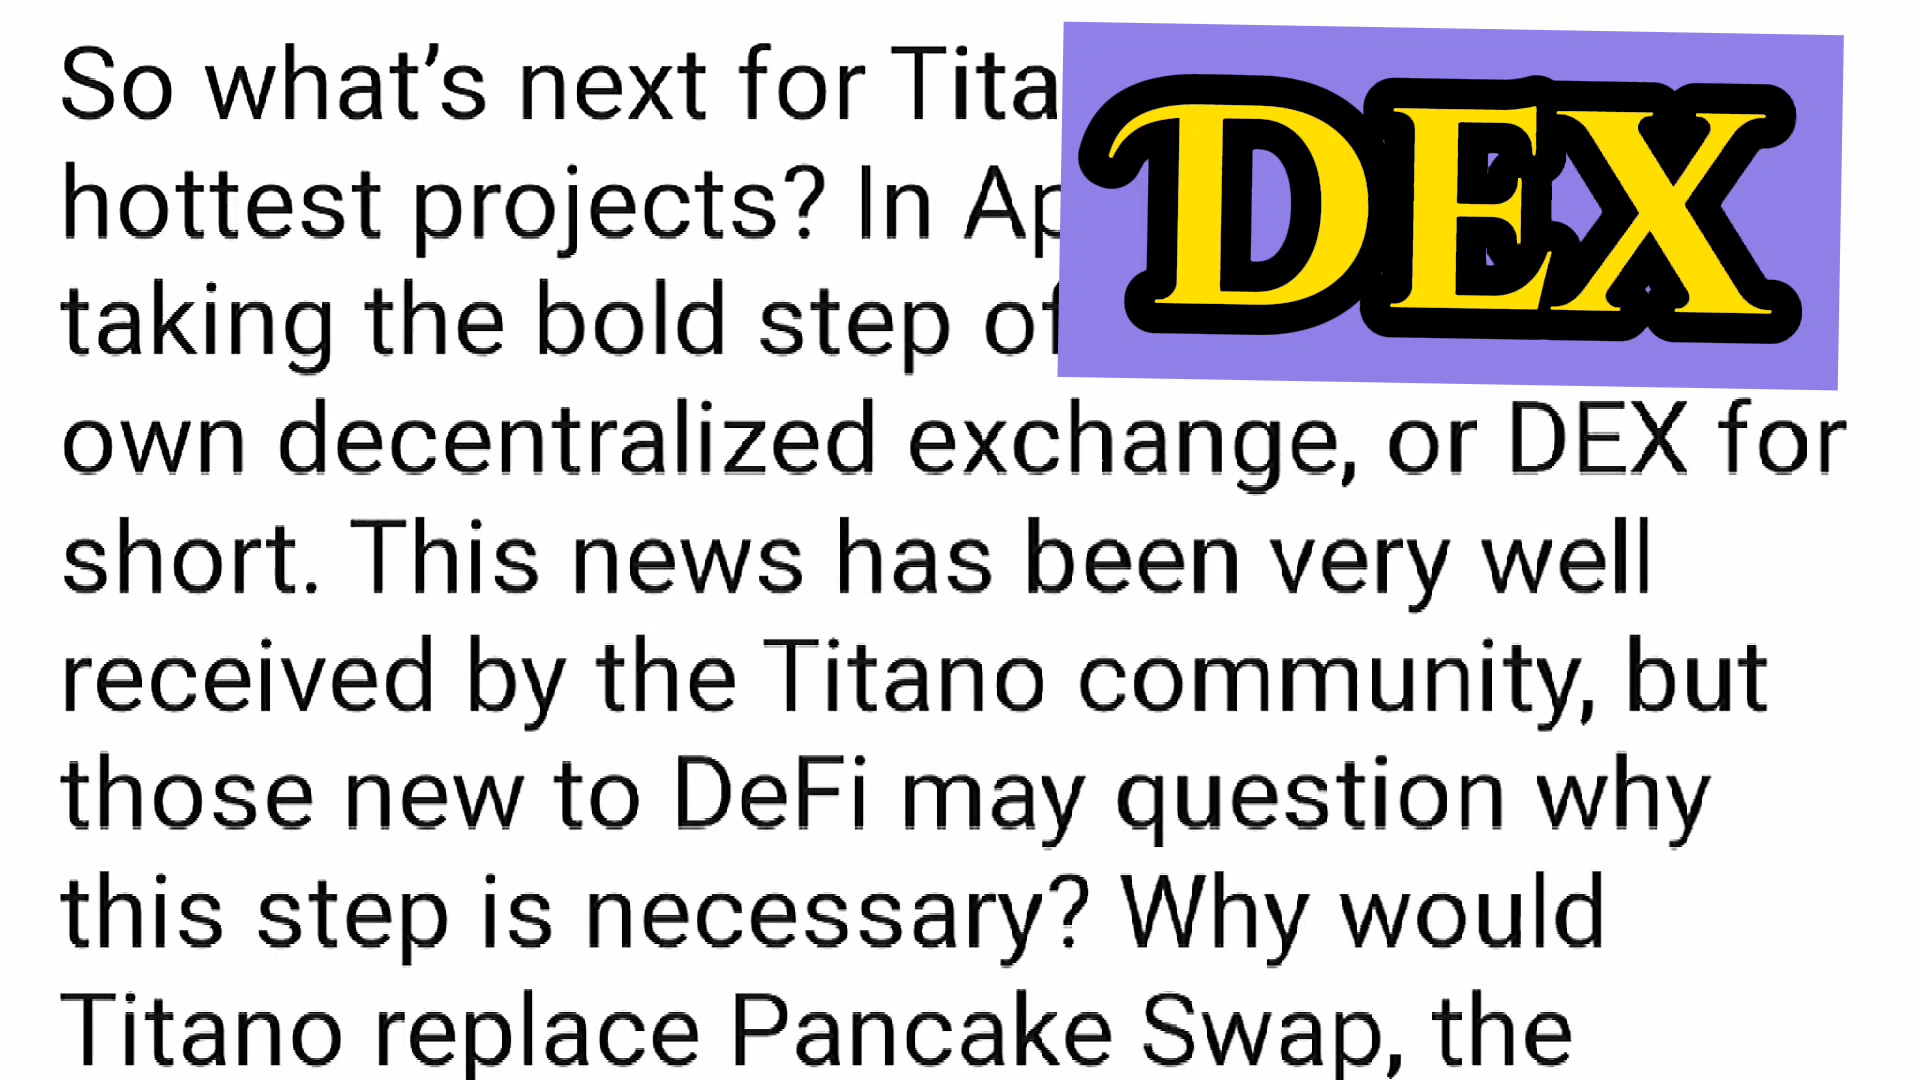 So what's next for
DEX
hottest projects? In
taking the bold step
own decentralized exchange, or DEX for
short. This news has been very well
received by the Titano community, but
those new to DeFi may question why
this step is necessary? Why would
Titano replace Pancake Swap, the